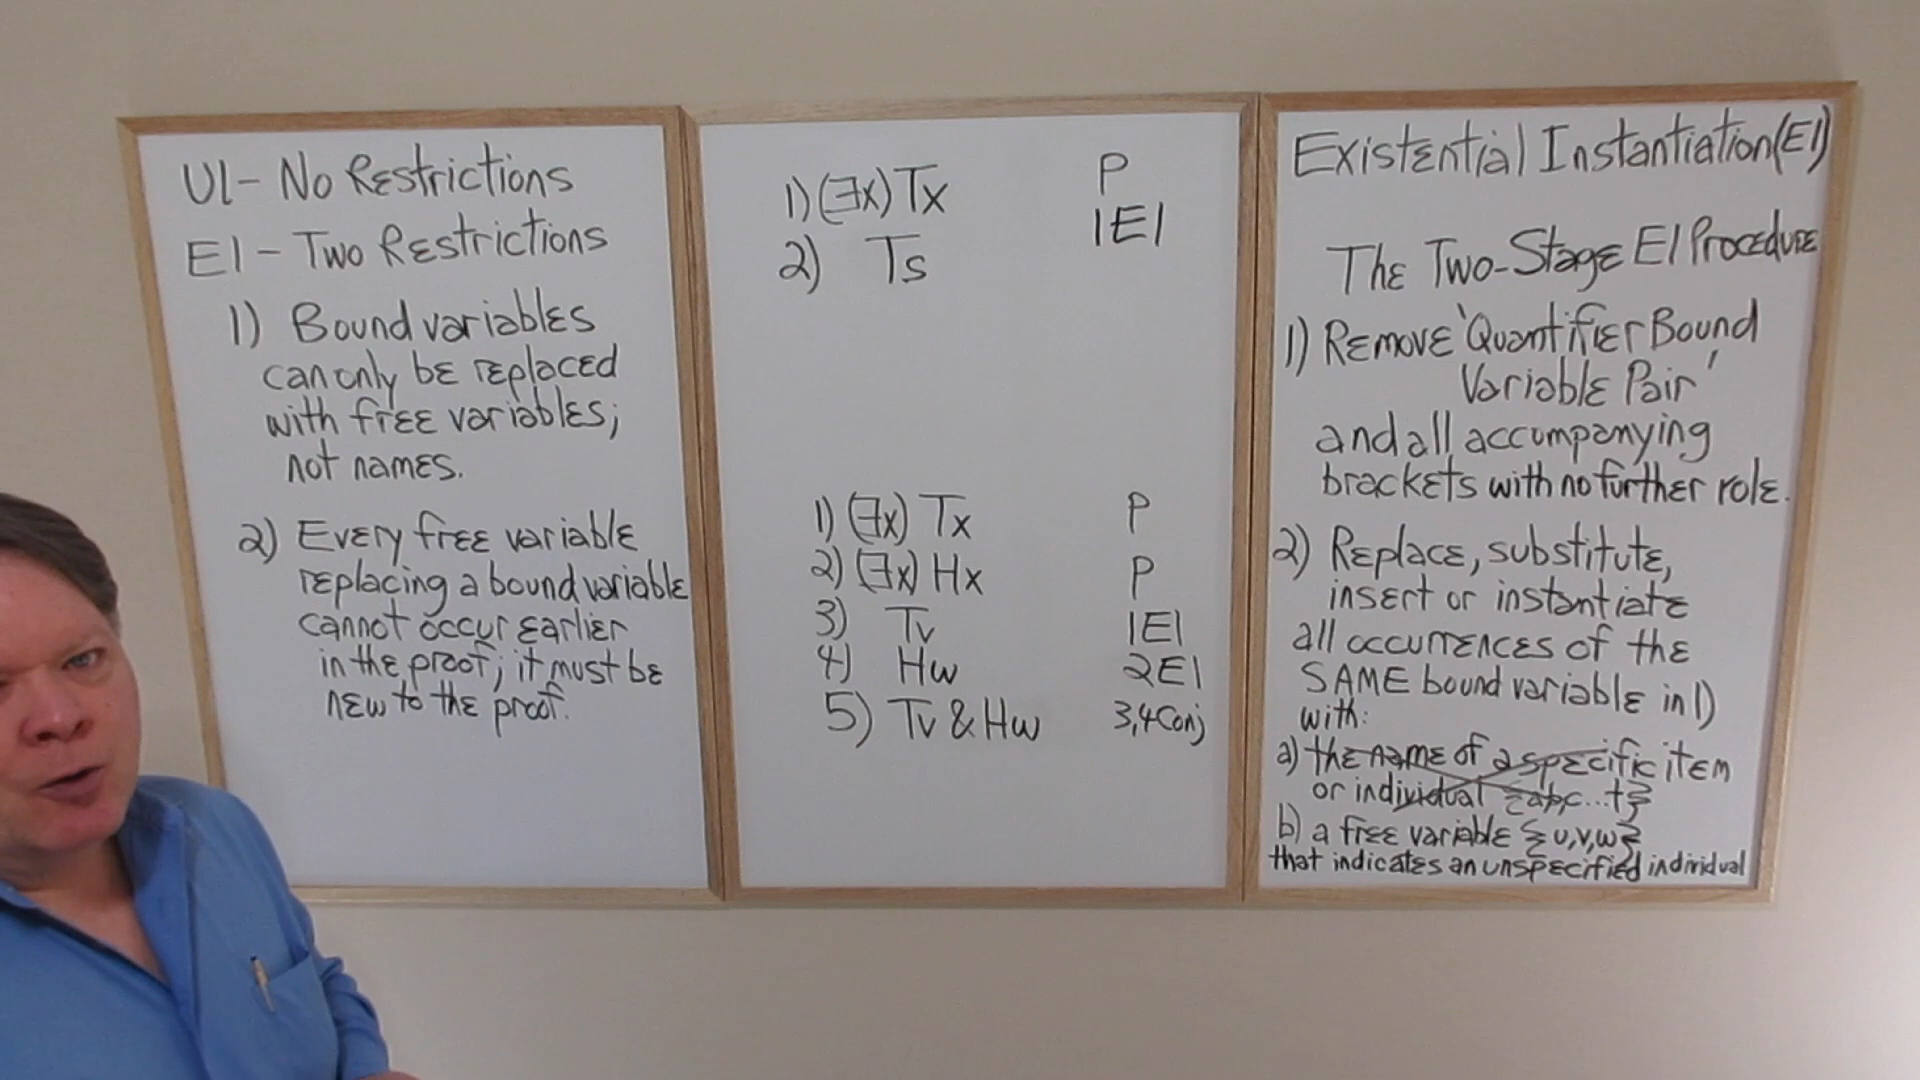 UI - No Restrictions
EI - Two Restrictions
1) Bound variables
can only be replaced
with free variables;
not names.
2) Every free variable
replacing a bound variable
cannot occur earlier
in the proof; it must be
new to the proof.
1) (∃x) Tx P
2) Ts 1EI
1) (∃x) Tx P
2) (∃x) Hx P
3) Tv 1EI
4) Hw 2EI
5) Tv & Hw 3,4 Conj
Existential Instantiation (EI)
The Two-Stage EI Procedure
1) Remove 'Quantifier Bound
Variable Pair'
and all accompanying
brackets with no further role.
2) Replace, substitute,
insert or instantiate
all occurrences of the
SAME bound variable in 1)
with:
a) the name of a specific item
or individual {a,b,c...t}
b) a free variable {u,v,w}
that indicates an unspecified individual